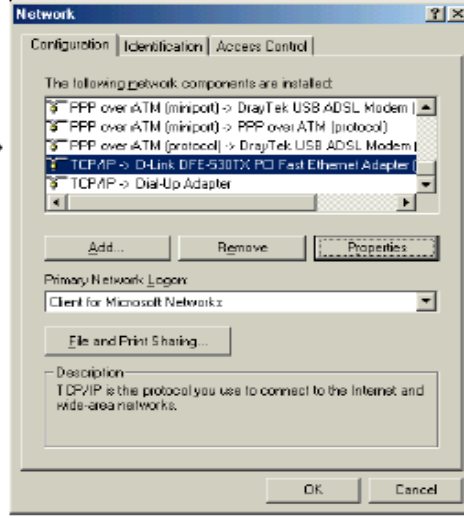 Network
Configuration Identification Access Control
The following network components are installed:
PPP over ATM (miniport) -> DrayTek USB ADSL Modem (
PPP over ATM (miniport) -> PPP over ATM (protocol)
PPP over ATM (protocol) -> DrayTek USB ADSL Modem (
TCP/IP -> D-Link DFE-530TX PCI Fast Ethernet Adapter (
TCP/IP -> Dial-Up Adapter
Add... Remove Properties
Primary Network Logon:
Client for Microsoft Networks
File and Print Sharing...
Description
TCP/IP is the protocol you use to connect to the Internet and
wide-area networks.
OK Cancel